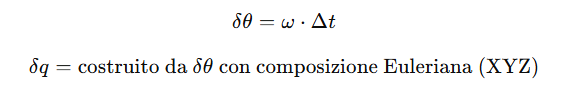 δθ = ω · Δt
δq = costruito da δθ con composizione Euleriana (XYZ)